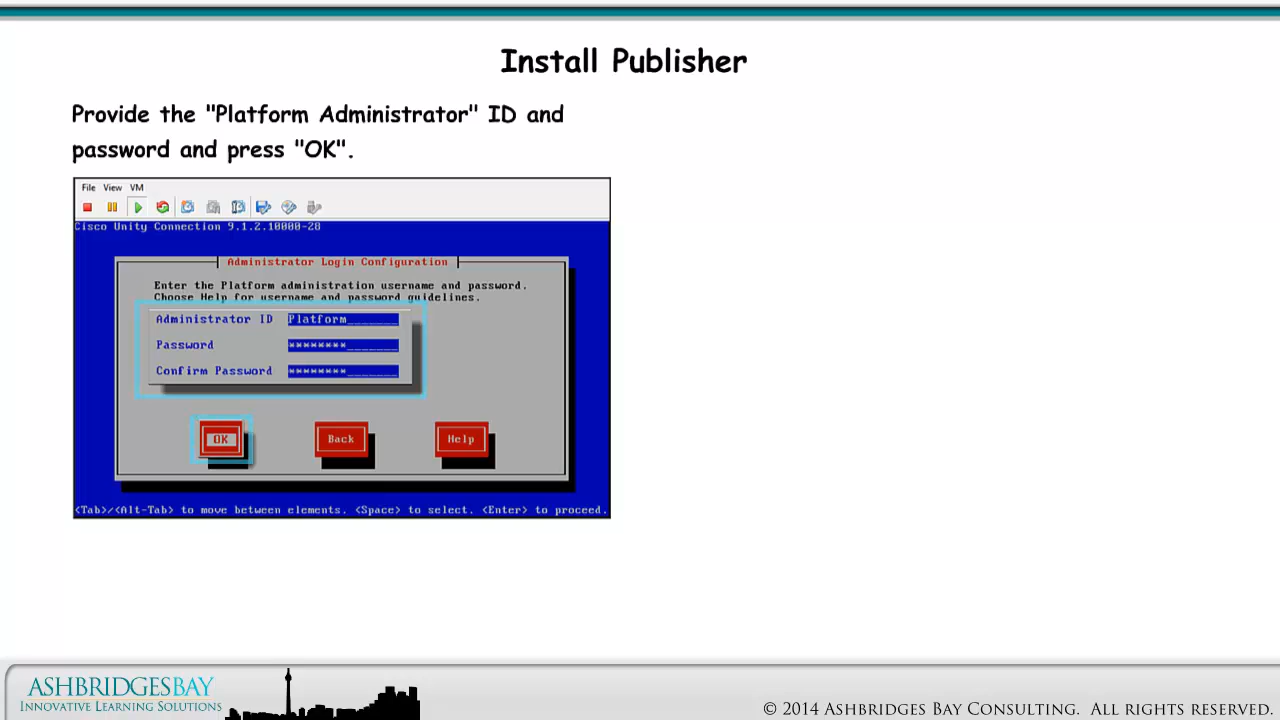 Install Publisher
Provide the "Platform Administrator" ID and
password and press "OK".
File View VM
Cisco Unity Connection 9.1.2.10000-28
Administrator Login Configuration
Enter the Platform administration username and password.
Choose Help for username and password guidelines.
Administrator ID Platform_______
Password ********_______
Confirm Password ********_______
OK Back Help
<Tab>/<Alt-Tab> to move between elements. <Space> to select. <Enter> to proceed.
ASHBRIDGESBAY
INNOVATIVE LEARNING SOLUTIONS
© 2014 ASHBRIDGES BAY CONSULTING. ALL RIGHTS RESERVED.